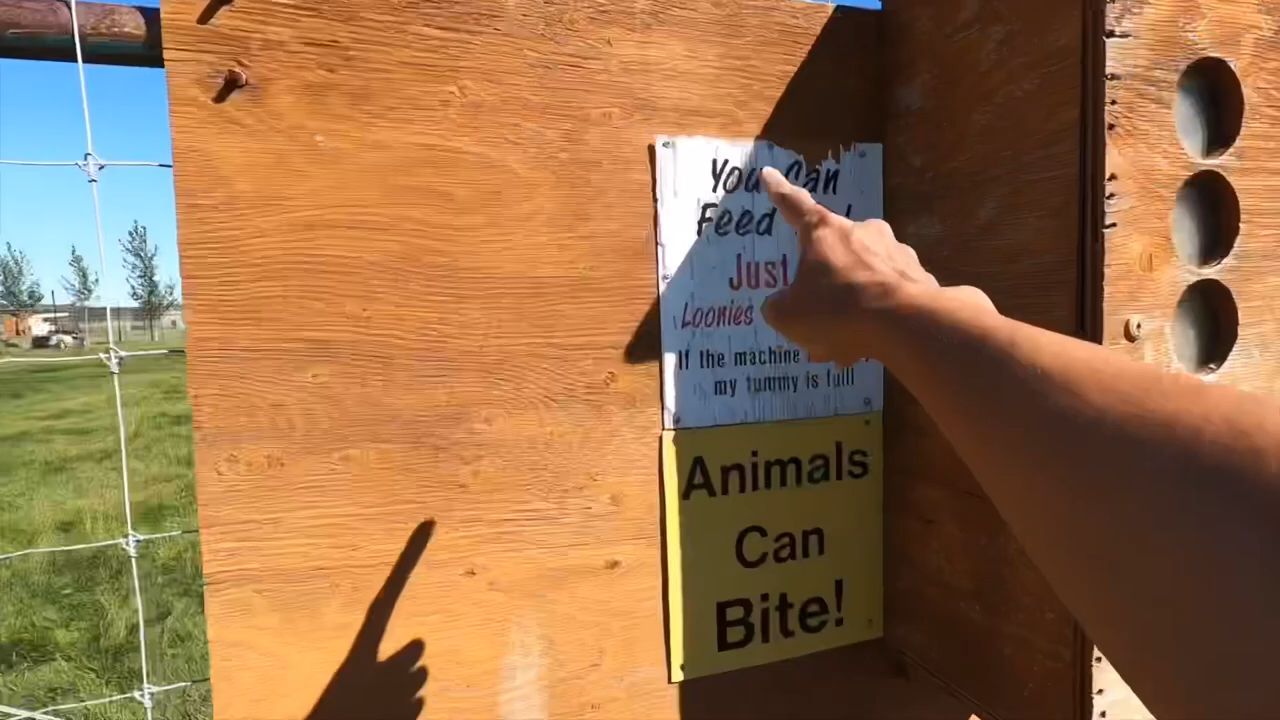 You Can
Feed
Just
Loonies
If the machine
my tummy is full!
Animals
Can
Bite!